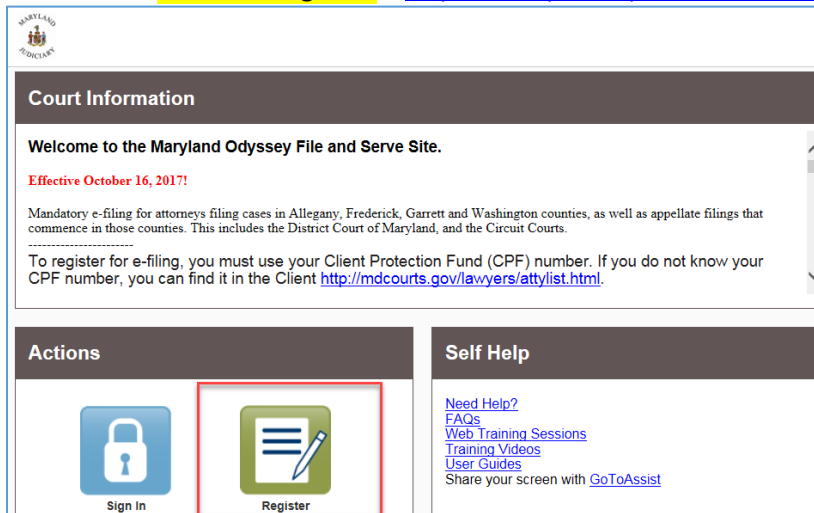 MARYLAND
JUDICIARY
Court Information
Welcome to the Maryland Odyssey File and Serve Site.
Effective October 16, 2017!
Mandatory e-filing for attorneys filing cases in Allegany, Frederick, Garrett and Washington counties, as well as appellate filings that
commence in those counties. This includes the District Court of Maryland, and the Circuit Courts.
-----------------------
To register for e-filing, you must use your Client Protection Fund (CPF) number. If you do not know your
CPF number, you can find it in the Client http://mdcourts.gov/lawyers/attylist.html.
Actions
Self Help
Sign In
Register
Need Help?
FAQs
Web Training Sessions
Training Videos
User Guides
Share your screen with GoToAssist